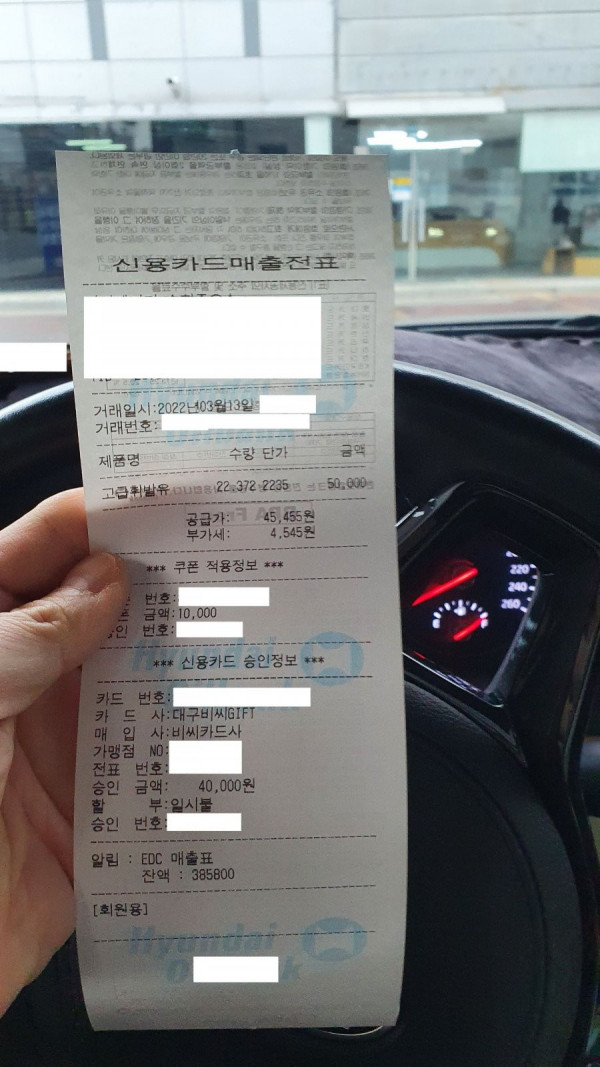 신용카드매출전표
거래일시:2022년03월13일
거래번호:
제품명 수량 단가 금액
고급휘발유 22.372 2235 50,000
공급가: 45,455원
부가세: 4,545원
*** 쿠폰 적용정보 ***
번호:
금액:10,000
승인 번호:
*** 신용카드 승인정보 ***
카드 번호:
카 드 사:대구비씨GIFT
매 입 사:비씨카드사
가맹점 NO:
전표 번호:
승인 금액: 40,000원
할 부:일시불
승인 번호:
알림 : EDC 매출표
잔액 : 385800
[회원용]
Hyundai
220
240
260